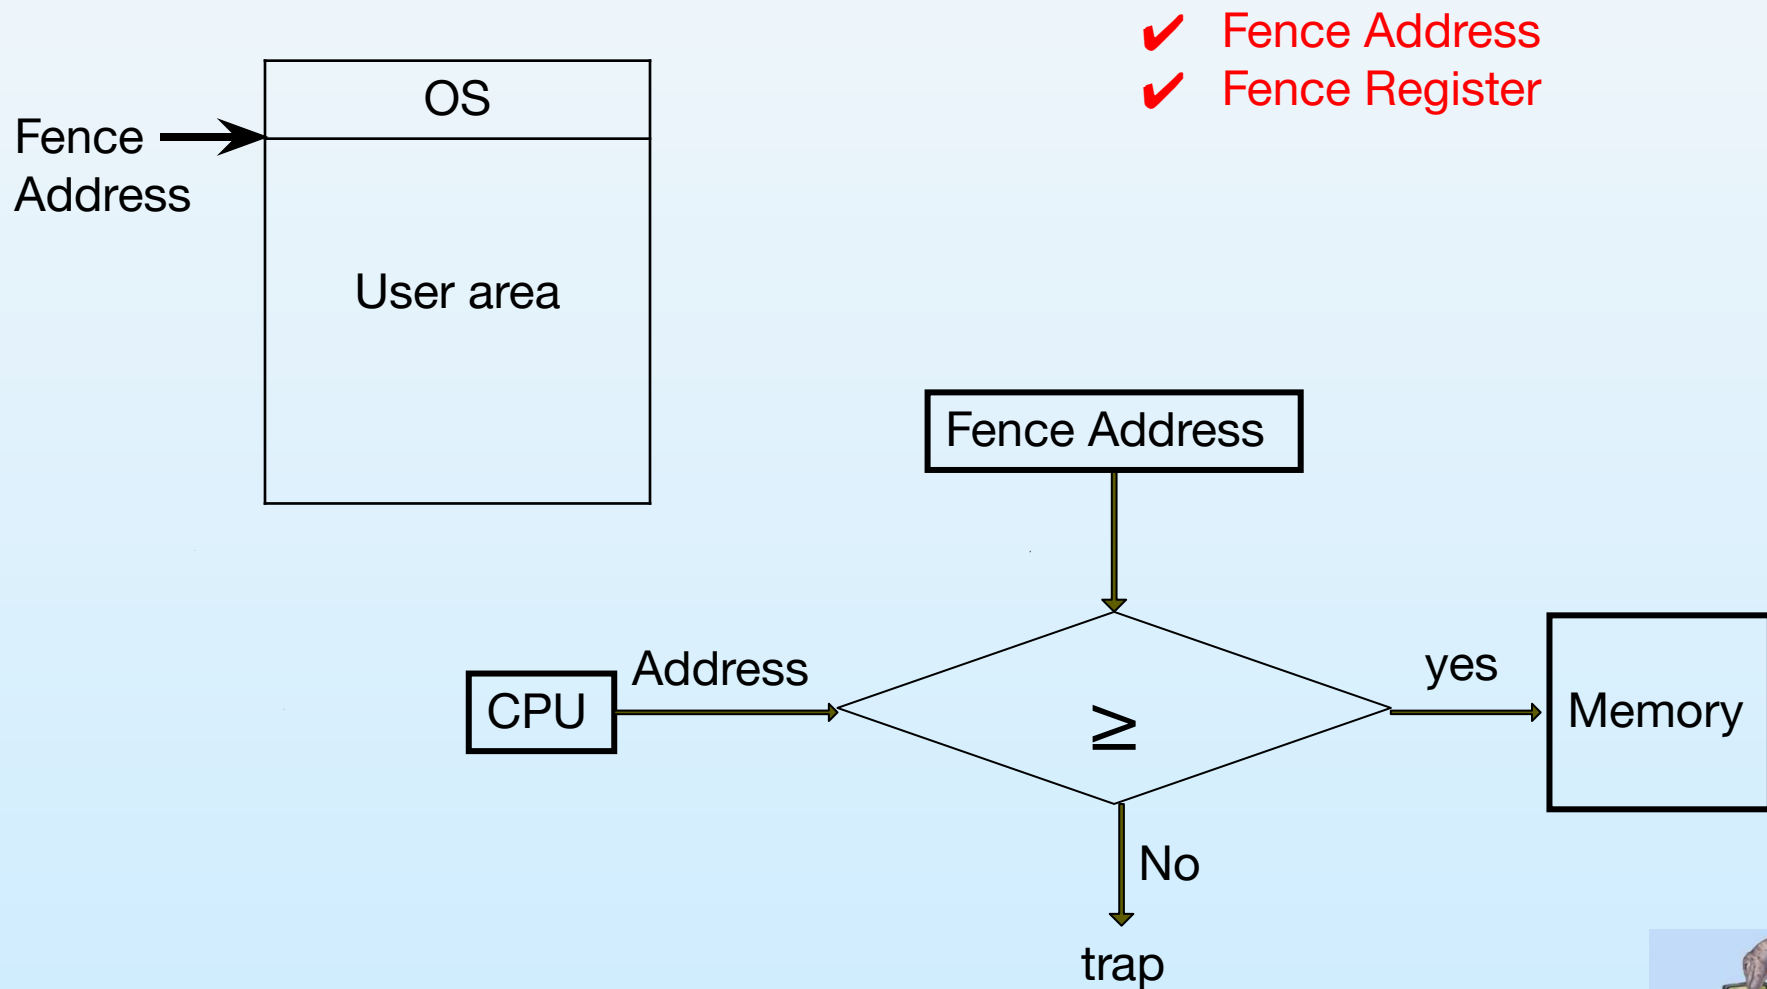 ✔ Fence Address
✔ Fence Register
OS
Fence
Address
User area
Fence Address
Address
yes
CPU
≥
Memory
No
trap